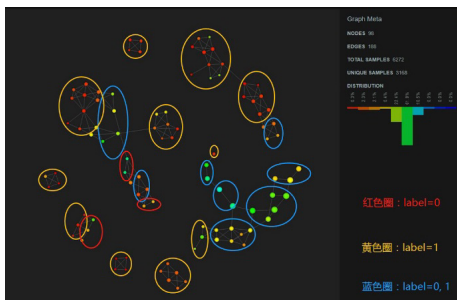 Graph Meta
NODES 90
EDGES 188
TOTAL SAMPLES 6272
UNIQUE SAMPLES 3168
DISTRIBUTION
红色圈：label=0
黄色圈：label=1
蓝色圈：label=0, 1